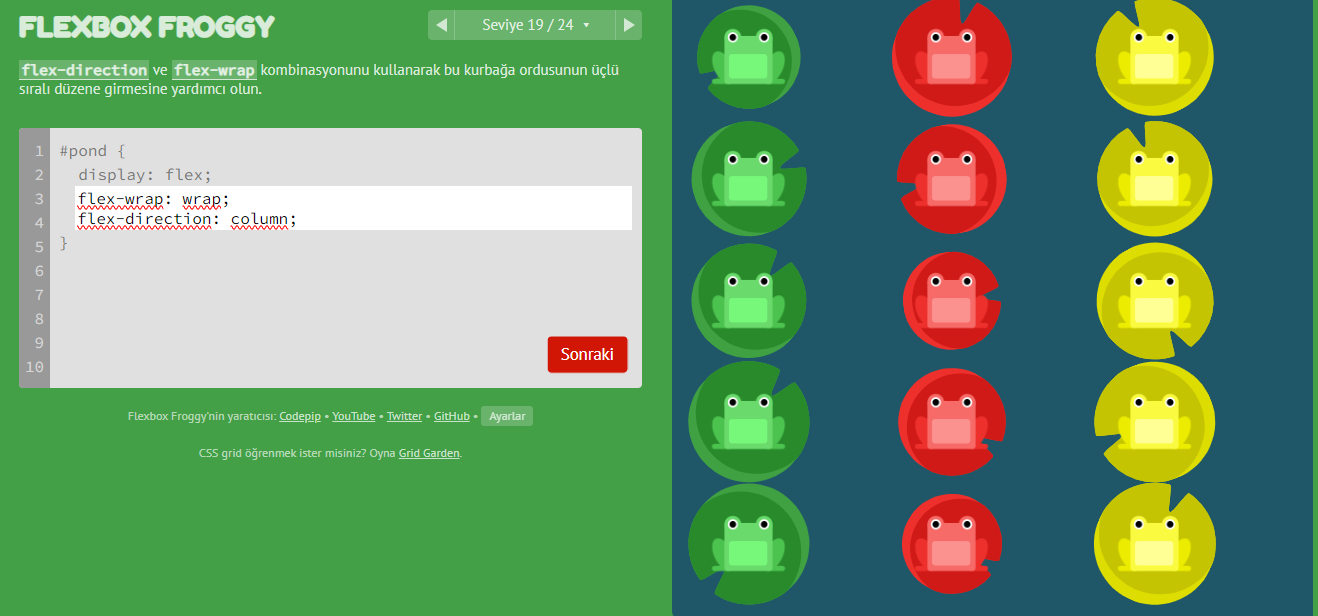 FLEXBOX FROGGY
◀ Seviye 19 / 24 ▾ ▶
flex-direction ve flex-wrap kombinasyonunu kullanarak bu kurbağa ordusunun üçlü
sıralı düzene girmesine yardımcı olun.
1 #pond {
2 display: flex;
3 flex-wrap: wrap;
4 flex-direction: column;
5 }
6
7
8
9
10
Sonraki
Flexbox Froggy'nin yaratıcısı: Codepip • YouTube • Twitter • GitHub • Ayarlar
CSS grid öğrenmek ister misiniz? Oyna Grid Garden.